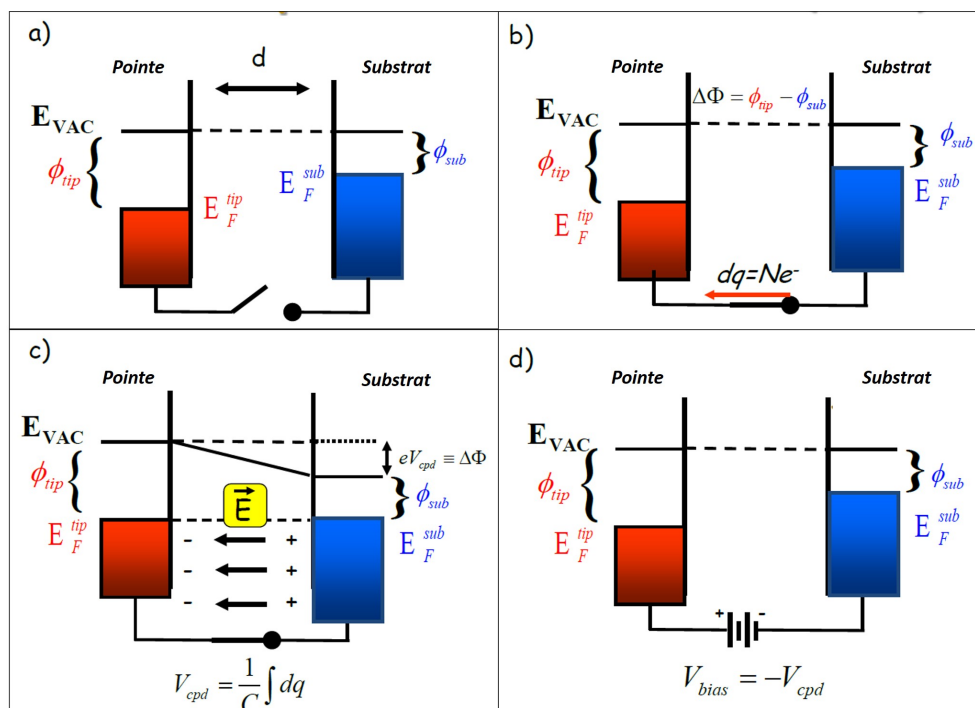 a)
Pointe
d
Substrat
E_VAC
ϕ_tip
E_F^tip
E_F^sub
ϕ_sub
b)
Pointe
Substrat
ΔΦ = ϕ_tip − ϕ_sub
E_VAC
ϕ_tip
E_F^tip
ϕ_sub
E_F^sub
dq=Ne⁻
c)
Pointe
Substrat
E_VAC
eV_cpd ≡ ΔΦ
ϕ_tip
E
ϕ_sub
E_F^tip
E_F^sub
- +
- +
- +
V_cpd = 1/C ∫ dq
d)
Pointe
Substrat
E_VAC
ϕ_tip
E_F^tip
ϕ_sub
E_F^sub
+ -
V_bias = −V_cpd